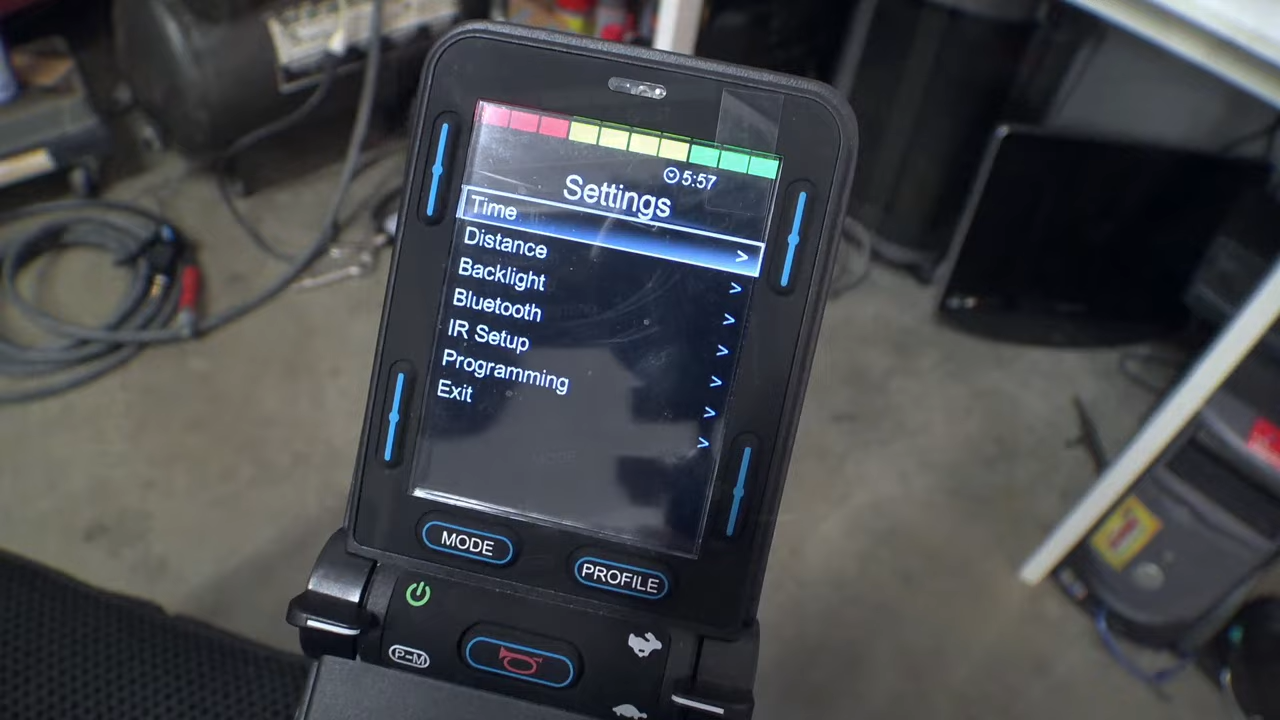 5:57
Settings
Time >
Distance >
Backlight >
Bluetooth >
IR Setup >
Programming >
Exit >
MODE
PROFILE
P-M